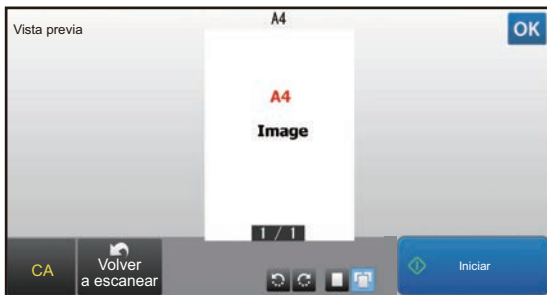 A4
Vista previa
OK
A4
Image
1 / 1
CA
Volver
a escanear
Iniciar